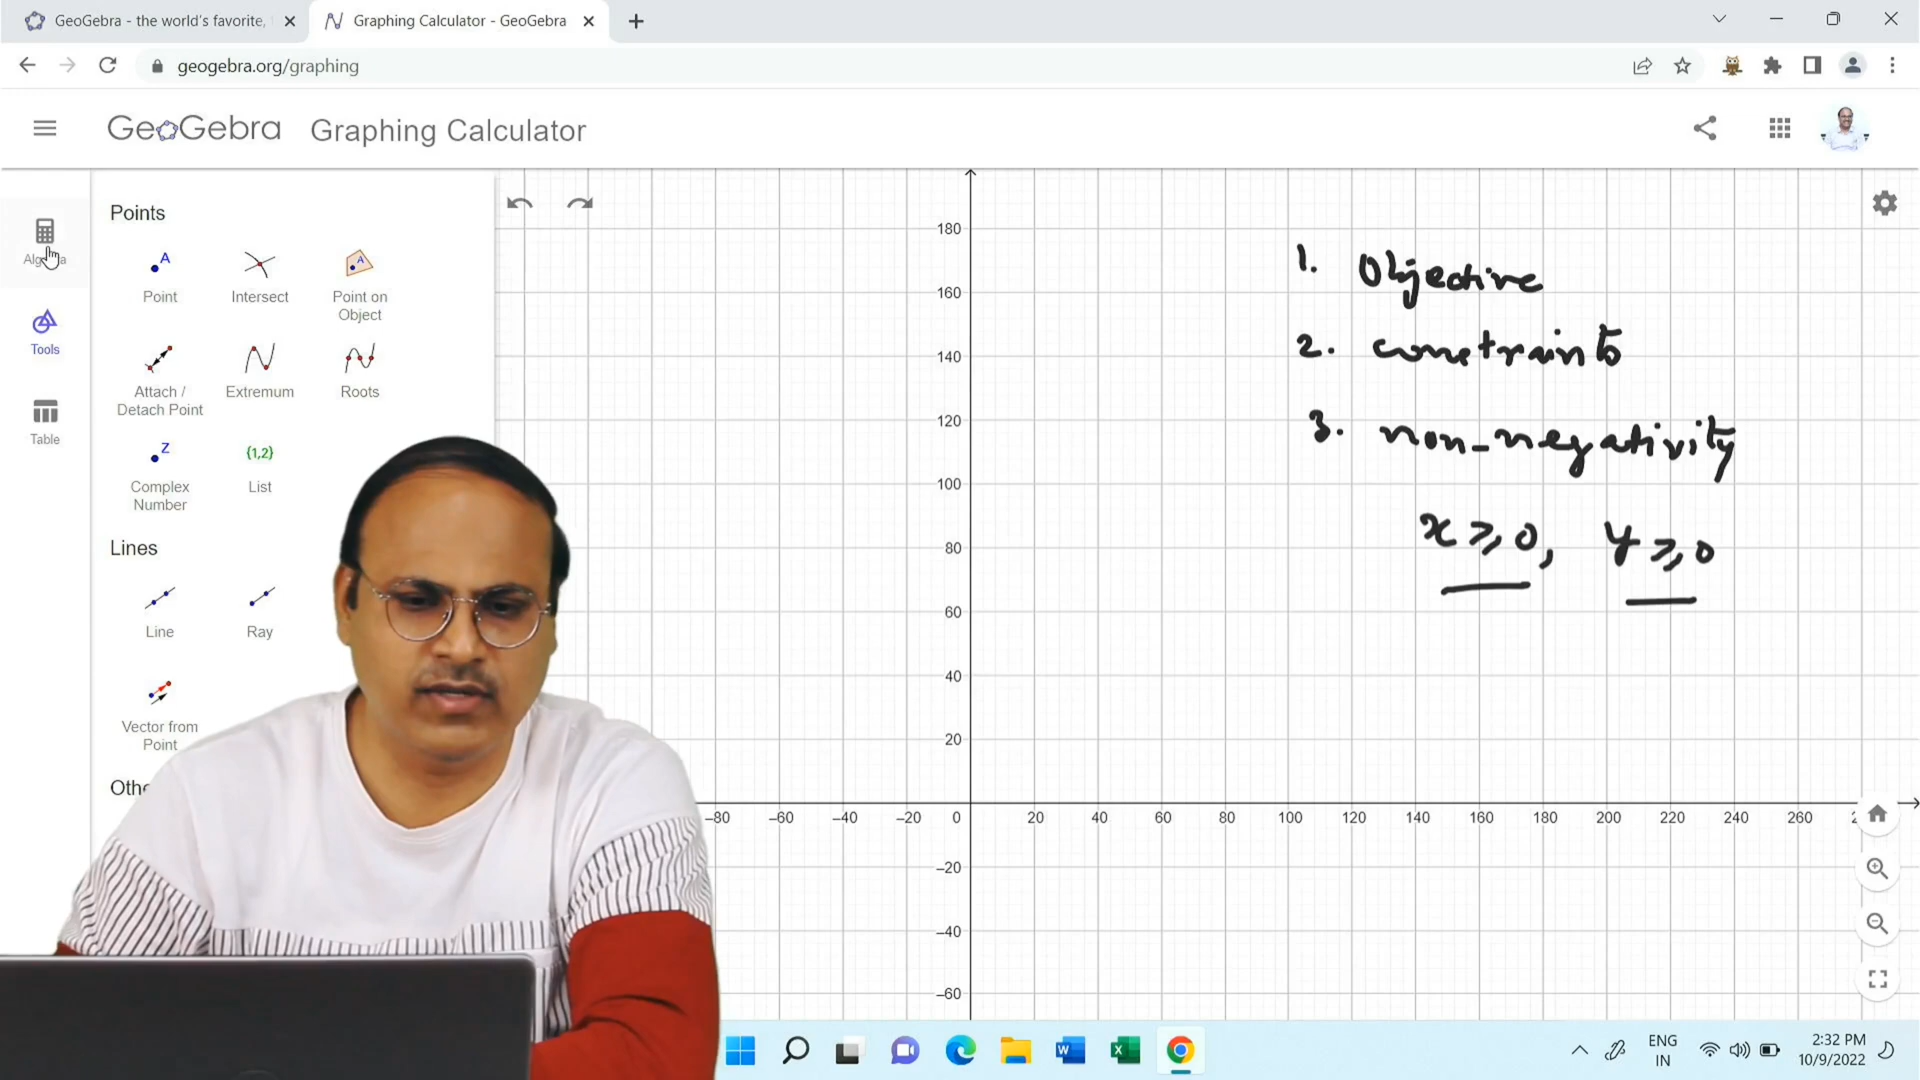 GeoGebra - the world's favorite,
Graphing Calculator - GeoGebra
geogebra.org/graphing
GeoGebra Graphing Calculator
Algebra
Tools
Table
Points
Point
Intersect
Point on
Object
Attach /
Detach Point
Extremum
Roots
Complex
Number
List
{1,2}
A
A
Z
Lines
Line
Ray
Vector from
Point
180
160
140
120
100
80
60
40
20
0
–20
–40
–60
–80 –60 –40 –20 0 20 40 60 80 100 120 140 160 180 200 220 240 260
1. Objective
2. constraints
3. non-negativity
x ⩾ 0, y ⩾ 0
ENG
IN
2:32 PM
10/9/2022